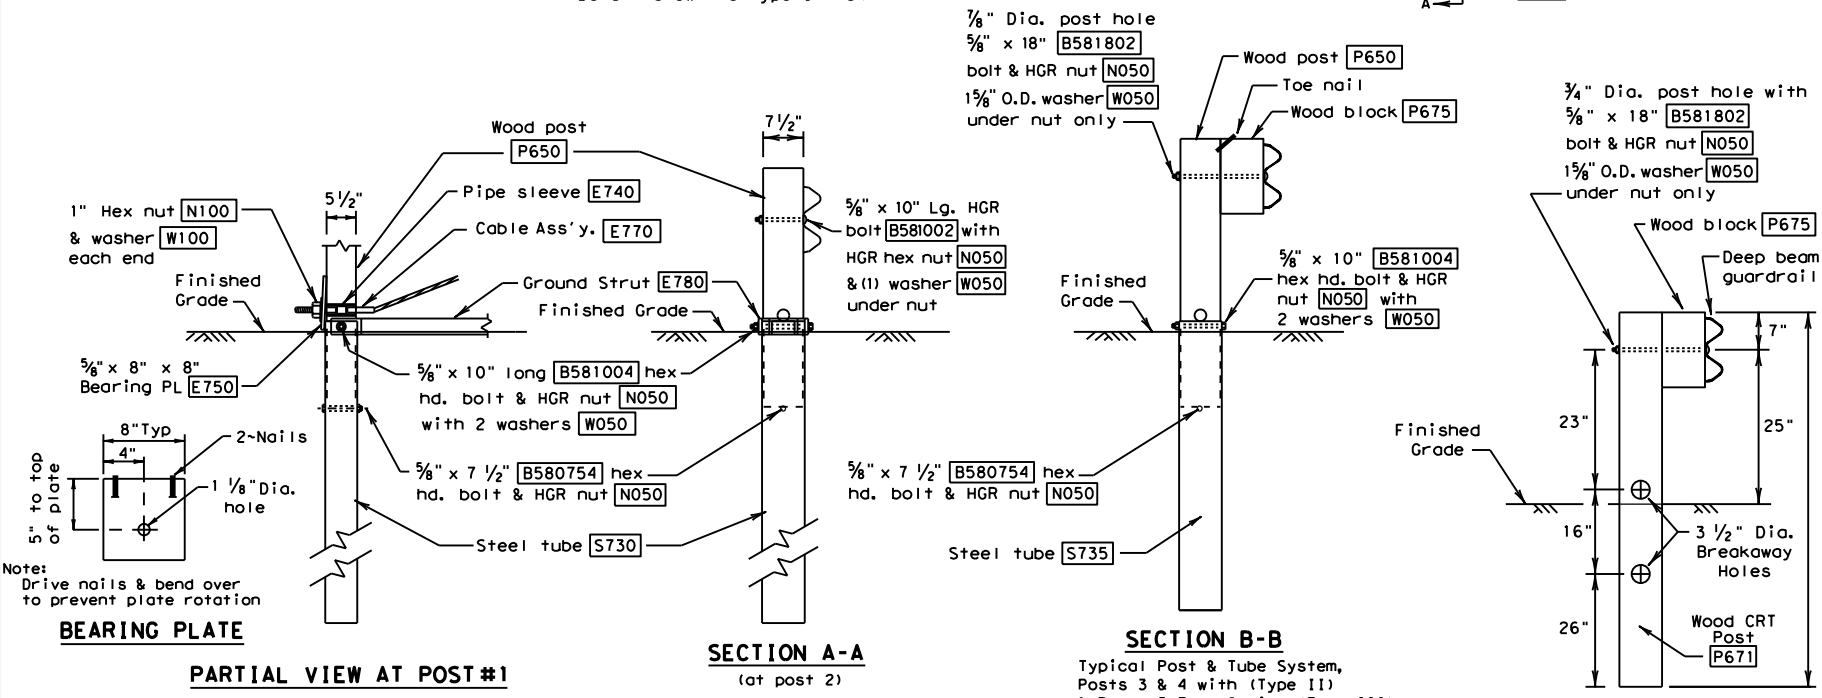 A
1" Hex nut N100
& washer W100
each end
Finished
Grade
5 1/2"
Wood post
P650
Pipe sleeve E740
Cable Ass'y. E770
Ground Strut E780
Finished Grade
5/8" x 8" x 8"
Bearing PL E750
5/8" x 10" long B581004 hex
hd. bolt & HGR nut N050
with 2 washers W050
5/8" x 7 1/2" B580754 hex
hd. bolt & HGR nut N050
Steel tube S730
8"Typ
4"
2~Nails
1 1/8" Dia.
hole
5" to top
of plate
Note:
Drive nails & bend over
to prevent plate rotation
BEARING PLATE
PARTIAL VIEW AT POST #1
7 1/2"
5/8" x 10" Lg. HGR
bolt B581002 with
HGR hex nut N050
& (1) washer W050
under nut
SECTION A-A
(at post 2)
7/8" Dia. post hole
5/8" x 18" B581802
bolt & HGR nut N050
1 5/8" O.D. washer W050
under nut only
Wood post P650
Toe nail
Wood block P675
Finished
Grade
5/8" x 10" B581004
hex hd. bolt & HGR
nut N050 with
2 washers W050
5/8" x 7 1/2" B580754 hex
hd. bolt & HGR nut N050
Steel tube S735
SECTION B-B
Typical Post & Tube System,
Posts 3 & 4 with (Type II)
3/4" Dia. post hole with
5/8" x 18" B581802
bolt & HGR nut N050
1 5/8" O.D. washer W050
under nut only
Wood block P675
Deep beam
guardrail
7"
23"
25"
Finished
Grade
16"
3 1/2" Dia.
Breakaway
Holes
26"
Wood CRT
Post
P671